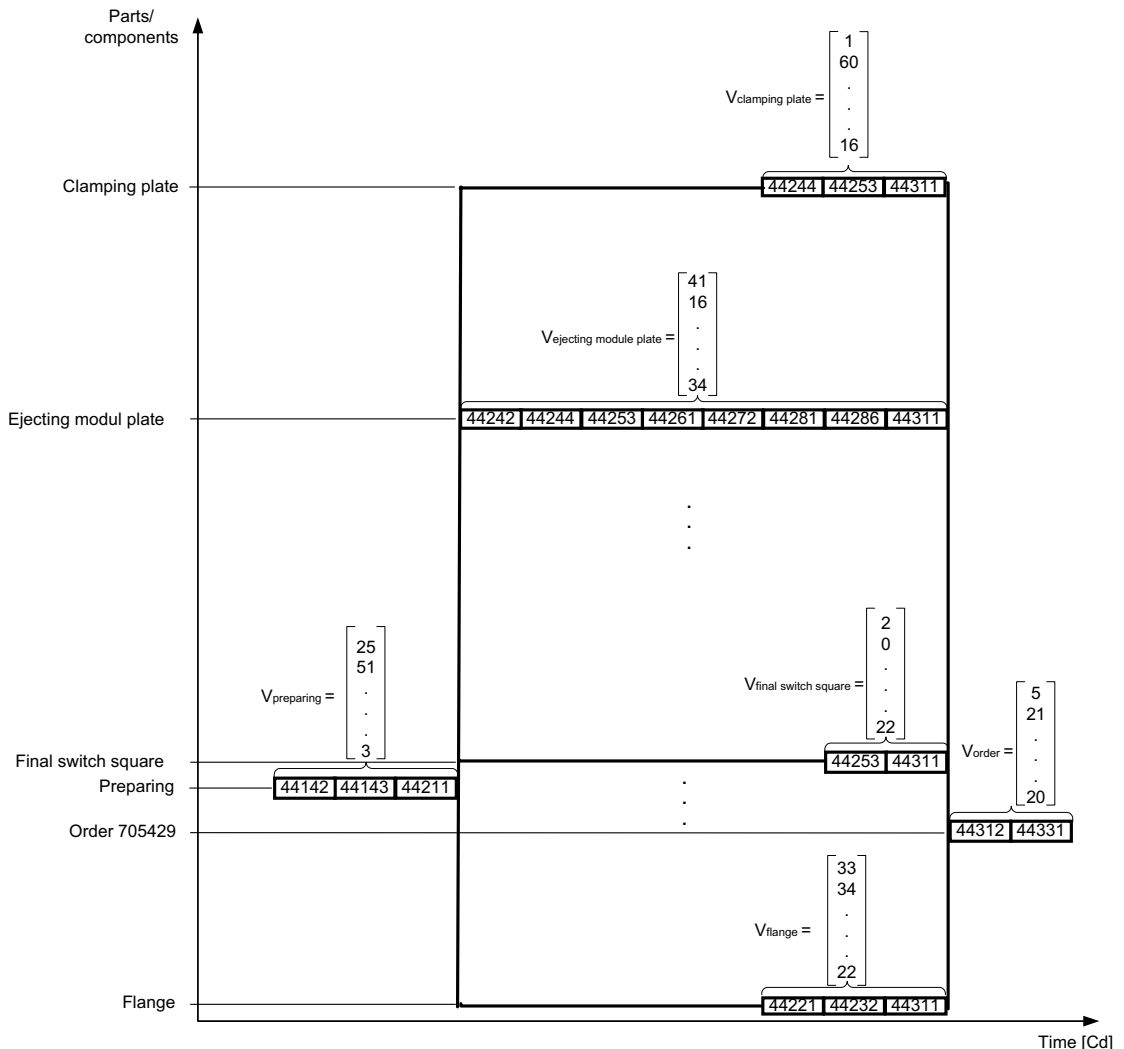 Parts/
components
1
60
.
.
.
16
Vclamping plate =
Clamping plate
44244 44253 44311
41
16
.
.
.
34
Vejecting module plate =
Ejecting modul plate
44242 44244 44253 44261 44272 44281 44286 44311
.
.
.
25
51
.
.
.
3
Vpreparing =
2
0
.
.
.
22
Vfinal switch square =
5
21
.
.
.
20
Vorder =
Final switch square
44253 44311
Preparing
44142 44143 44211
.
.
.
Order 705429
44312 44331
33
34
.
.
.
22
Vflange =
Flange
44221 44232 44311
Time [Cd]